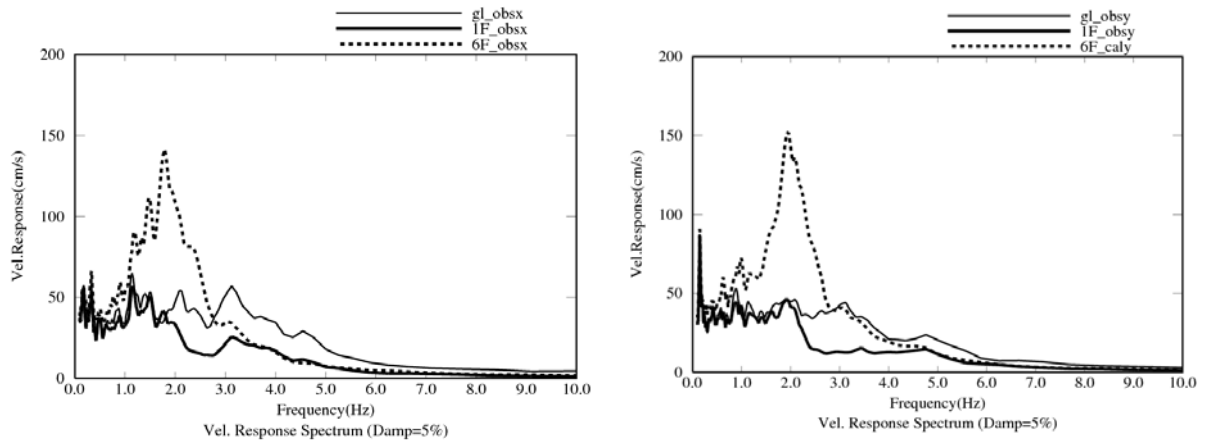 gl_obsx
1F_obsx
6F_obsx
200
150
100
50
0
Vel.Response(cm/s)
0.0 1.0 2.0 3.0 4.0 5.0 6.0 7.0 8.0 9.0 10.0
Frequency(Hz)
Vel. Response Spectrum (Damp=5%)
gl_obsy
1F_obsy
6F_caly
200
150
100
50
0
Vel.Response(cm/s)
0.0 1.0 2.0 3.0 4.0 5.0 6.0 7.0 8.0 9.0 10.0
Frequency(Hz)
Vel. Response Spectrum (Damp=5%)